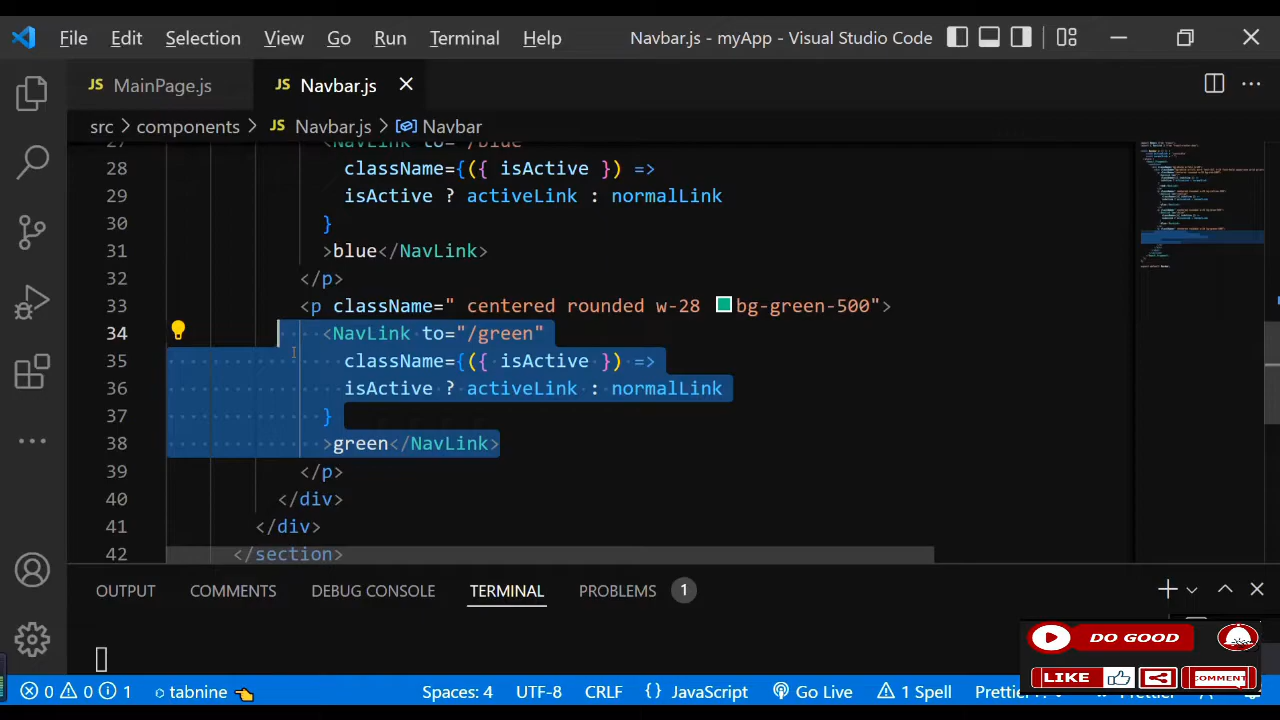 File Edit Selection View Go Run Terminal Help Navbar.js - myApp - Visual Studio Code
JS MainPage.js JS Navbar.js
src > components > JS Navbar.js > Navbar
27 <NavLink to="/blue"
28 className={({ isActive }) =>
29 isActive ? activeLink : normalLink
30 }
31 >blue</NavLink>
32 </p>
33 <p className=" centered rounded w-28 bg-green-500">
34 <NavLink to="/green"
35 className={({ isActive }) =>
36 isActive ? activeLink : normalLink
37 }
38 >green</NavLink>
39 </p>
40 </div>
41 </div>
42 </section>
OUTPUT COMMENTS DEBUG CONSOLE TERMINAL PROBLEMS 1
DO GOOD
LIKE COMMENT
0 0 1 tabnine Spaces: 4 UTF-8 CRLF {} JavaScript Go Live 1 Spell